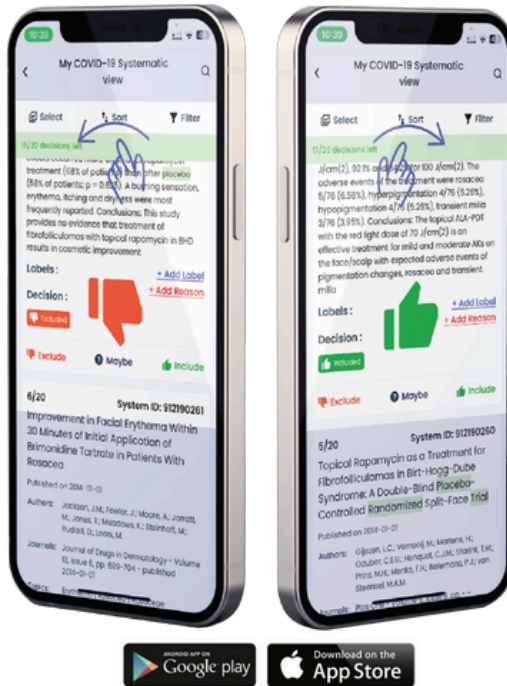 10:39
My COVID-19 Systematic
view
Select
Sort
Filter
decisions left
treatment (68% of patients) than after placebo
(58% of patients; p = ). A burning sensation,
erythema, itching and dryness were most
frequently reported. Conclusions: This study
provides no evidence that treatment of
fibrofolliculomas with topical rapamycin in BHD
results in cosmetic improvement
Labels :
+ Add Label
+ Add Reason
Decision :
Excluded
Exclude
Maybe
Include
6/20
System ID: 912190261
Improvement in Facial Erythema Within
30 Minutes of Initial Application of
Brimonidine Tartrate in Patients With
Rosacea
Published on 2014-01-01
Authors:
Jackson, J.M; Fowler, J; Moore, A; Jarratt,
M; Jones, T; Meadows, K; Steinhoff, M;
Rudisill, D; Leoni, M.
Journals:
Journal of Drugs in Dermatology - Volume
13, Issue 6, pp. 699-704 - published
2014-01-01
Topics:
10:39
My COVID-19 Systematic
view
Select
Sort
Filter
17/20 decisions left
J/cm(2), 92.1% and for 100 J/cm(2). The
adverse events of the treatment were rosacea
5/76 (6.58%), hyperpigmentation 4/76 (5.26%),
hypopigmentation 4/76 (5.26%), transient milia
3/76 (3.95%). Conclusions: The topical ALA-PDT
with the red light dose of 70 J/cm(2) is an
effective treatment for mild and moderate AKs on
the face/scalp with expected adverse events of
pigmentation changes, rosacea and transient
milia
Labels :
+ Add Label
+ Add Reason
Decision :
Included
Exclude
Maybe
Include
5/20
System ID: 912190260
Topical Rapamycin as a Treatment for
Fibrofolliculomas in Birt-Hogg-Dube
Syndrome: A Double-Blind Placebo-
Controlled Randomized Split-Face Trial
Published on 2014-01-01
Authors:
Gijezen, L.C; Vernooij, M; Martens, H;
Oduber, C.E.U; Henquet, C.J.M; Starink, T.M;
Prins, M.H; Menko, F.H; Nelemans, P.J; van
Steensel, M.A.M.
Journals:
ANDROID APP ON
Google play
Download on the
App Store